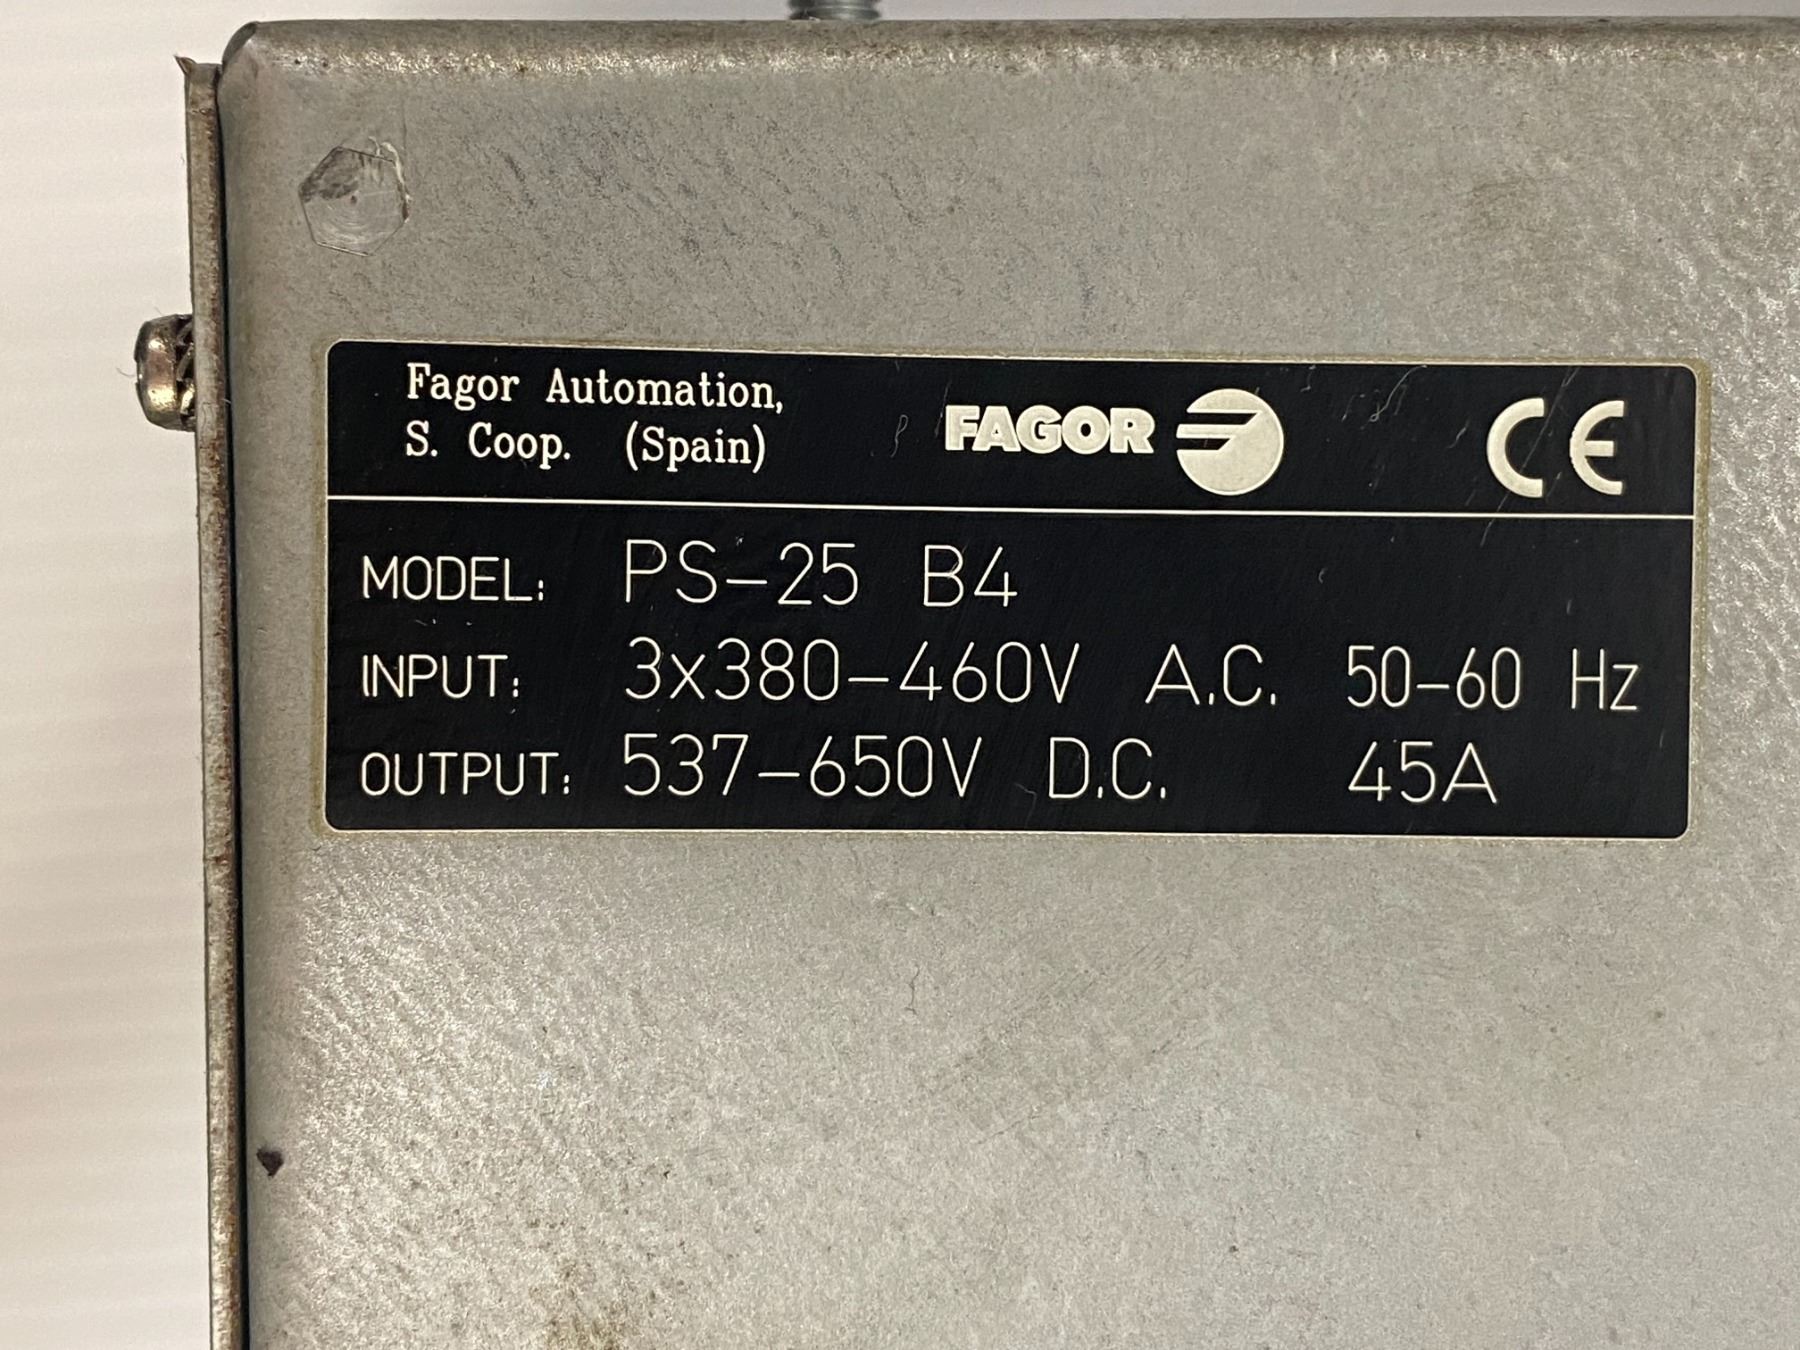 Fagor Automation,
S. Coop. (Spain)
FAGOR
CE
MODEL: PS-25 B4
INPUT: 3x380-460V A.C. 50-60 Hz
OUTPUT: 537-650V D.C. 45A